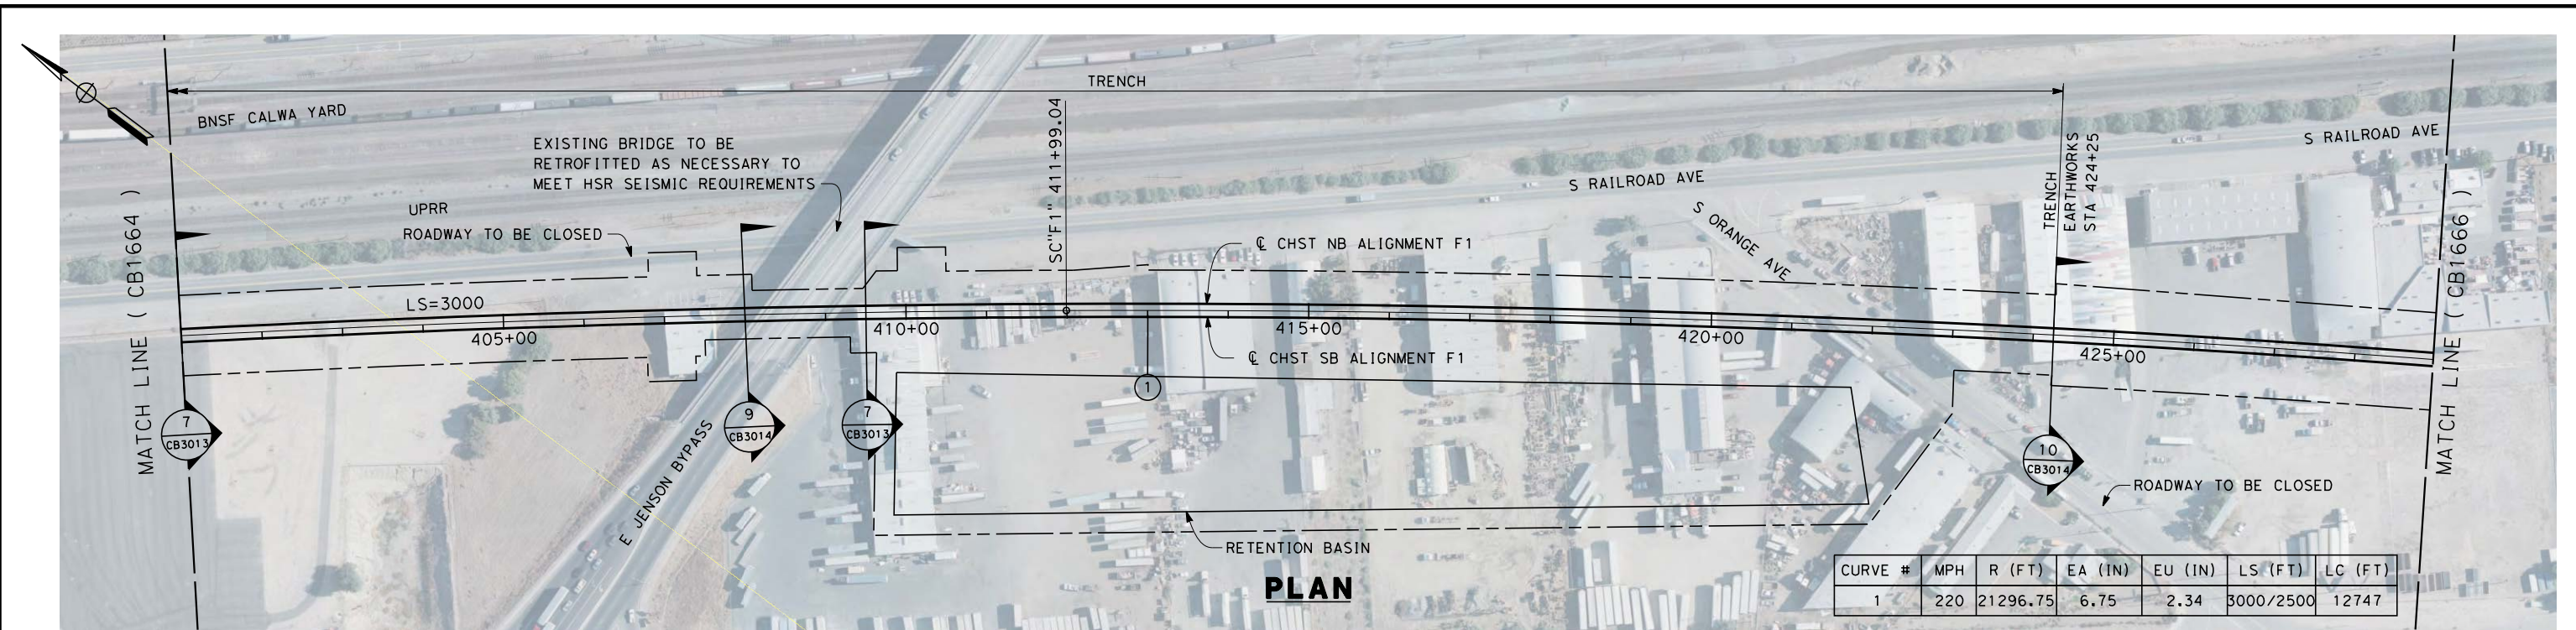 TRENCH
BNSF CALWA YARD
EXISTING BRIDGE TO BE
RETROFITTED AS NECESSARY TO
MEET HSR SEISMIC REQUIREMENTS
SC"F1" 411+99.04
TRENCH
EARTHWORKS
STA 424+25
S RAILROAD AVE
S RAILROAD AVE
S ORANGE AVE
UPRR
ROADWAY TO BE CLOSED
MATCH LINE ( CB1664 )
MATCH LINE ( CB1666 )
℄ CHST NB ALIGNMENT F1
LS=3000
405+00
410+00
415+00
420+00
425+00
℄ CHST SB ALIGNMENT F1
1
7
CB3013
9
CB3014
7
CB3013
10
CB3014
E JENSON BYPASS
ROADWAY TO BE CLOSED
RETENTION BASIN
PLAN
CURVE # MPH R (FT) EA (IN) EU (IN) LS (FT) LC (FT)
1 220 21296.75 6.75 2.34 3000/2500 12747